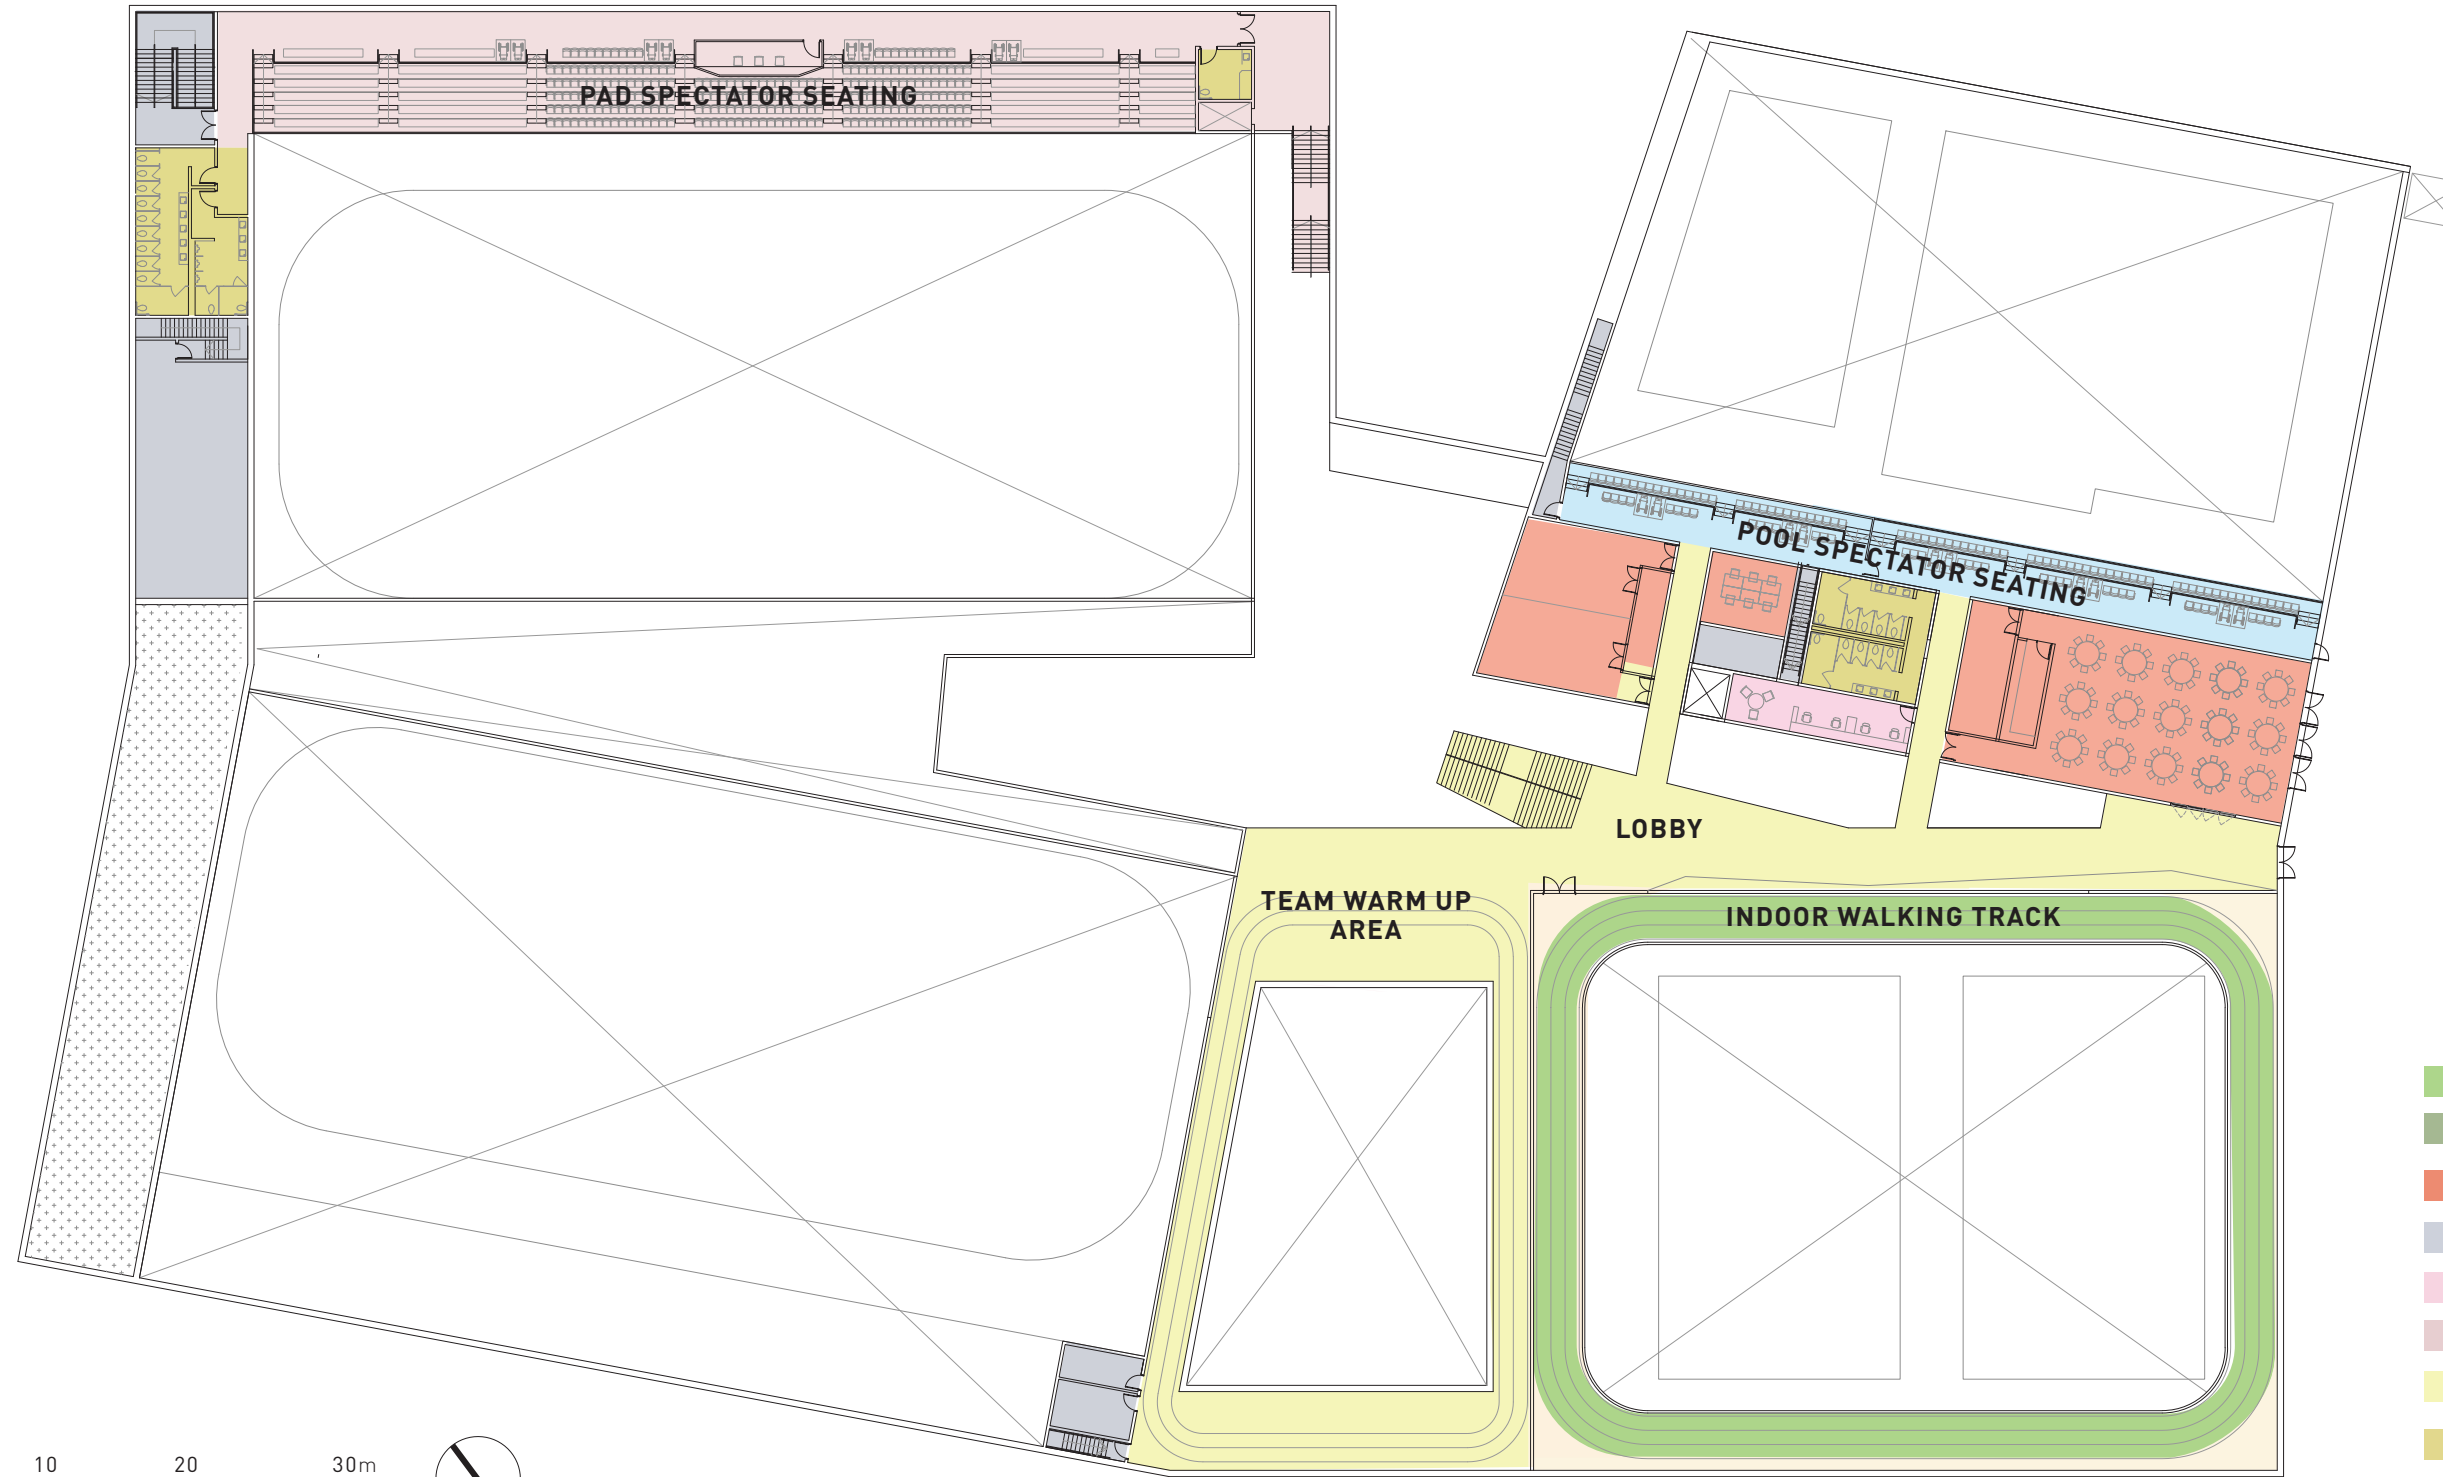 PAD SPECTATOR SEATING
POOL SPECTATOR SEATING
LOBBY
TEAM WARM UP
AREA
INDOOR WALKING TRACK
10 20 30m